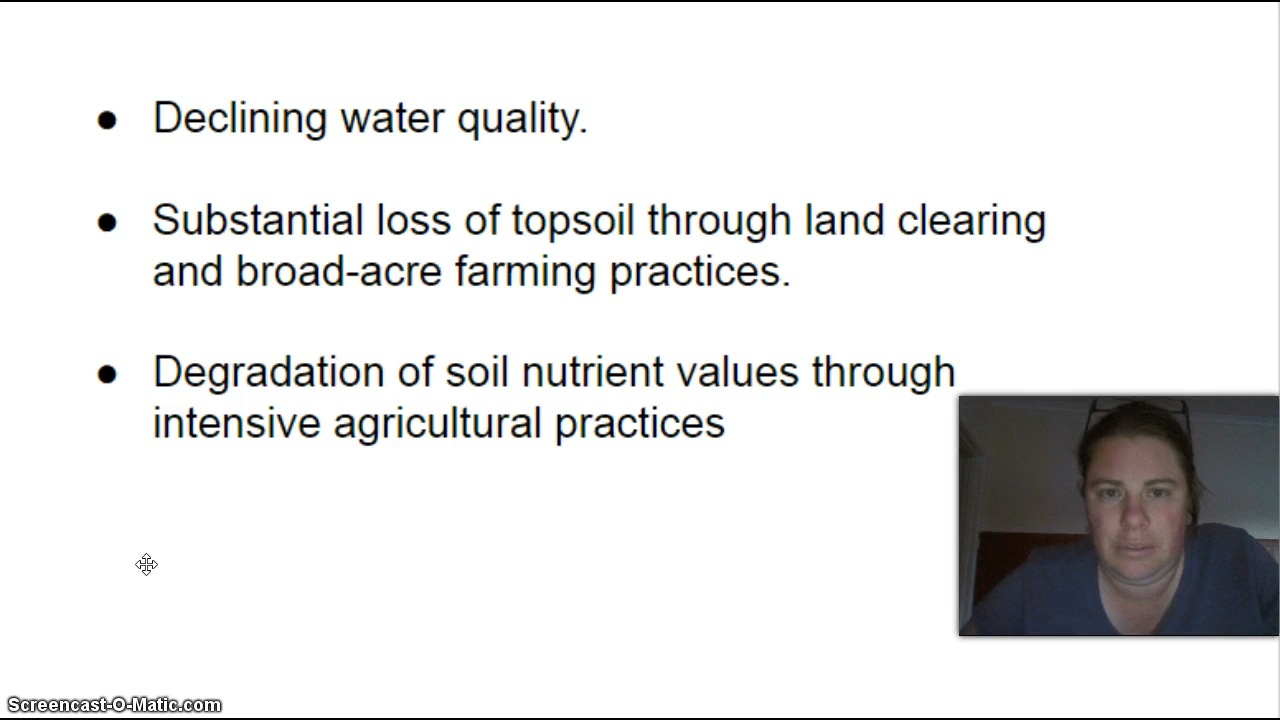 ● Declining water quality.
● Substantial loss of topsoil through land clearing
and broad-acre farming practices.
● Degradation of soil nutrient values through
intensive agricultural practices
Screencast-O-Matic.com